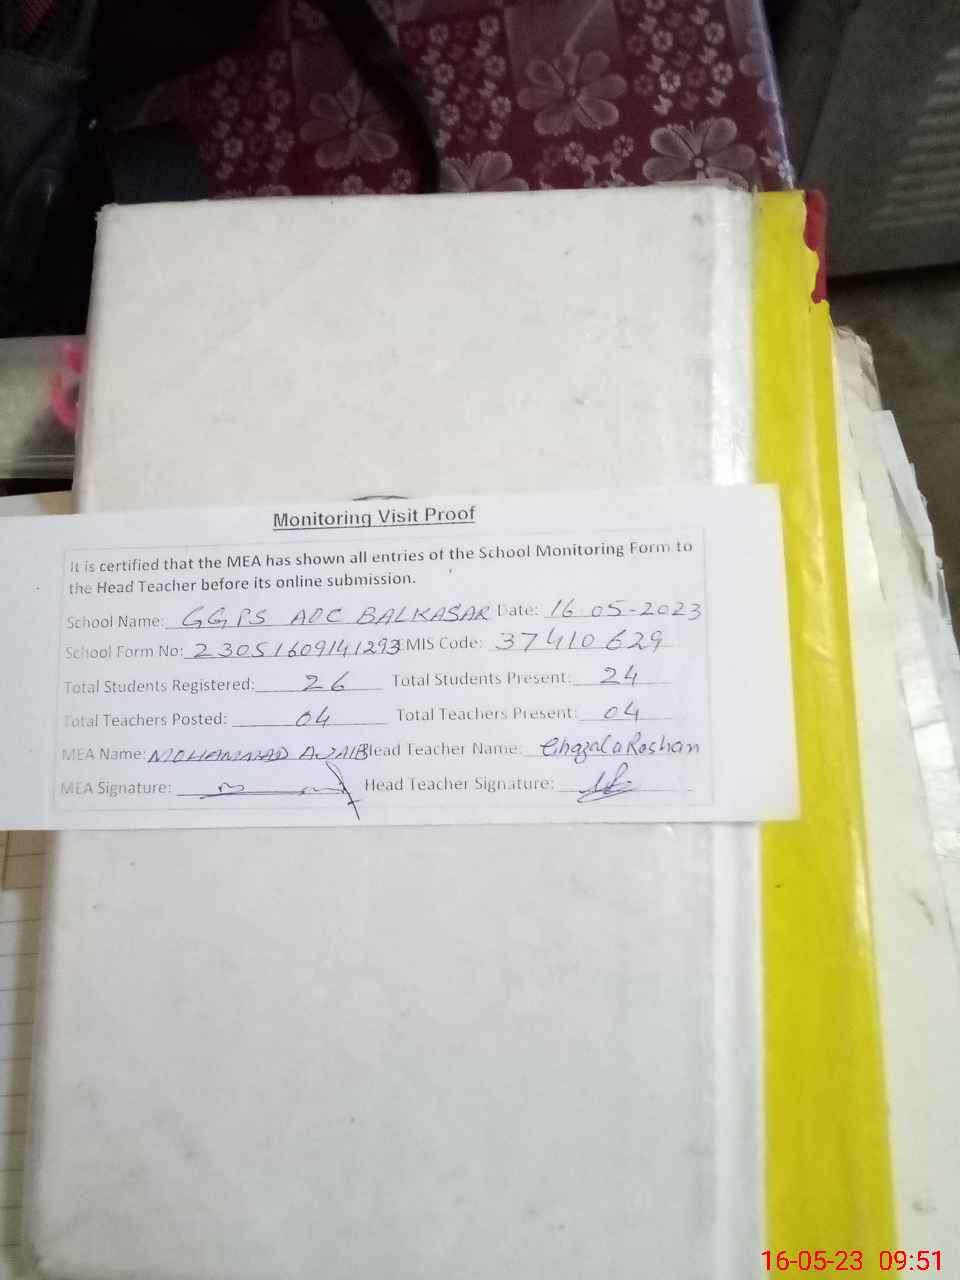 Monitoring Visit Proof
It is certified that the MEA has shown all entries of the School Monitoring Form to
the Head Teacher before its online submission.
School Name: GGPS AOC BALKASAR Date: 16-05-2023
School Form No: 23051609141293 EMIS Code: 37410629
Total Students Registered: 26 Total Students Present: 24
Total Teachers Posted: 04 Total Teachers Present: 04
MEA Name: MOHAMMAD AJAIB Head Teacher Name: Ghazala Roshan
MEA Signature: Head Teacher Signature:
16-05-23 09:51